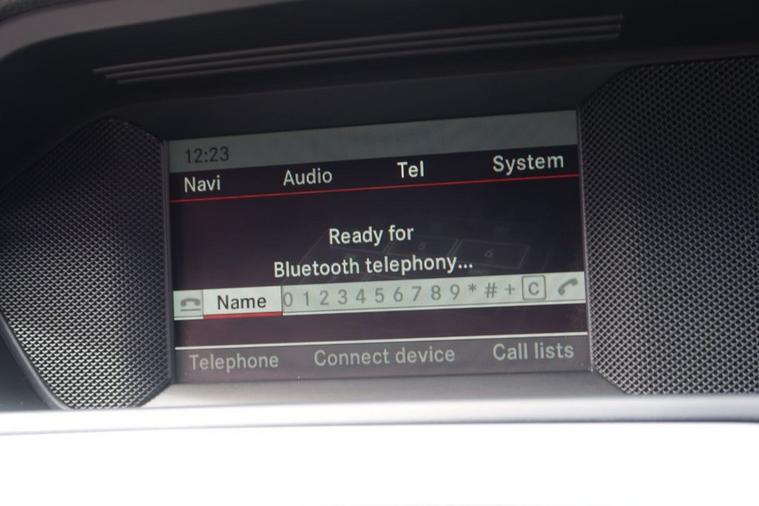 12:23
Navi Audio Tel System
Ready for
Bluetooth telephony...
Name 0 1 2 3 4 5 6 7 8 9 * # + C
Telephone Connect device Call lists